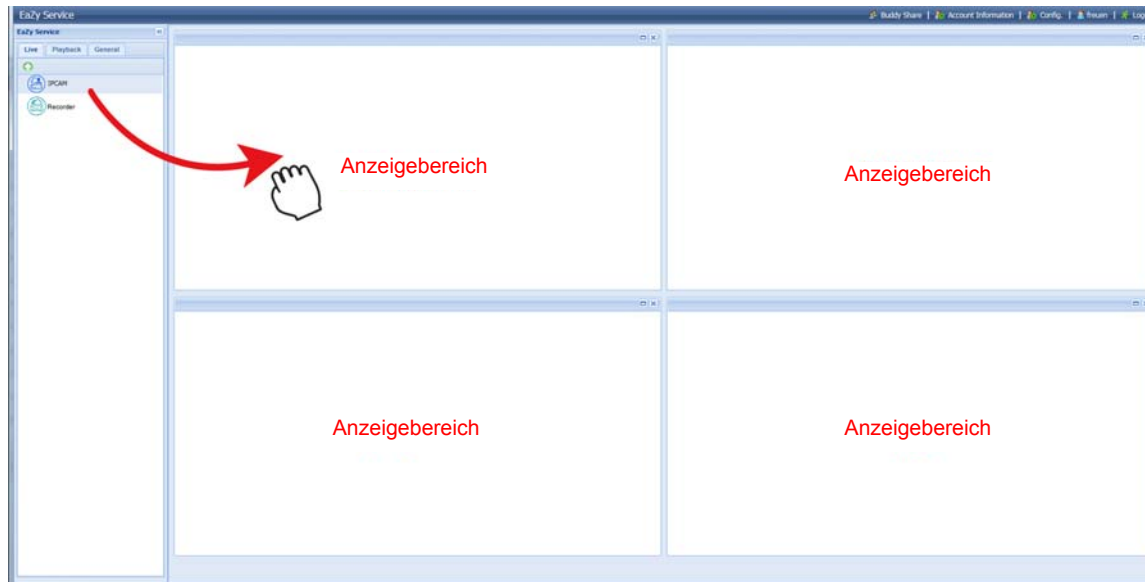 EaZy Service
Buddy Share | Account Information | Config. | freuen | Log
EaZy Service
Live Playback General
IPCAM
Recorder
Anzeigebereich Anzeigebereich
Anzeigebereich Anzeigebereich